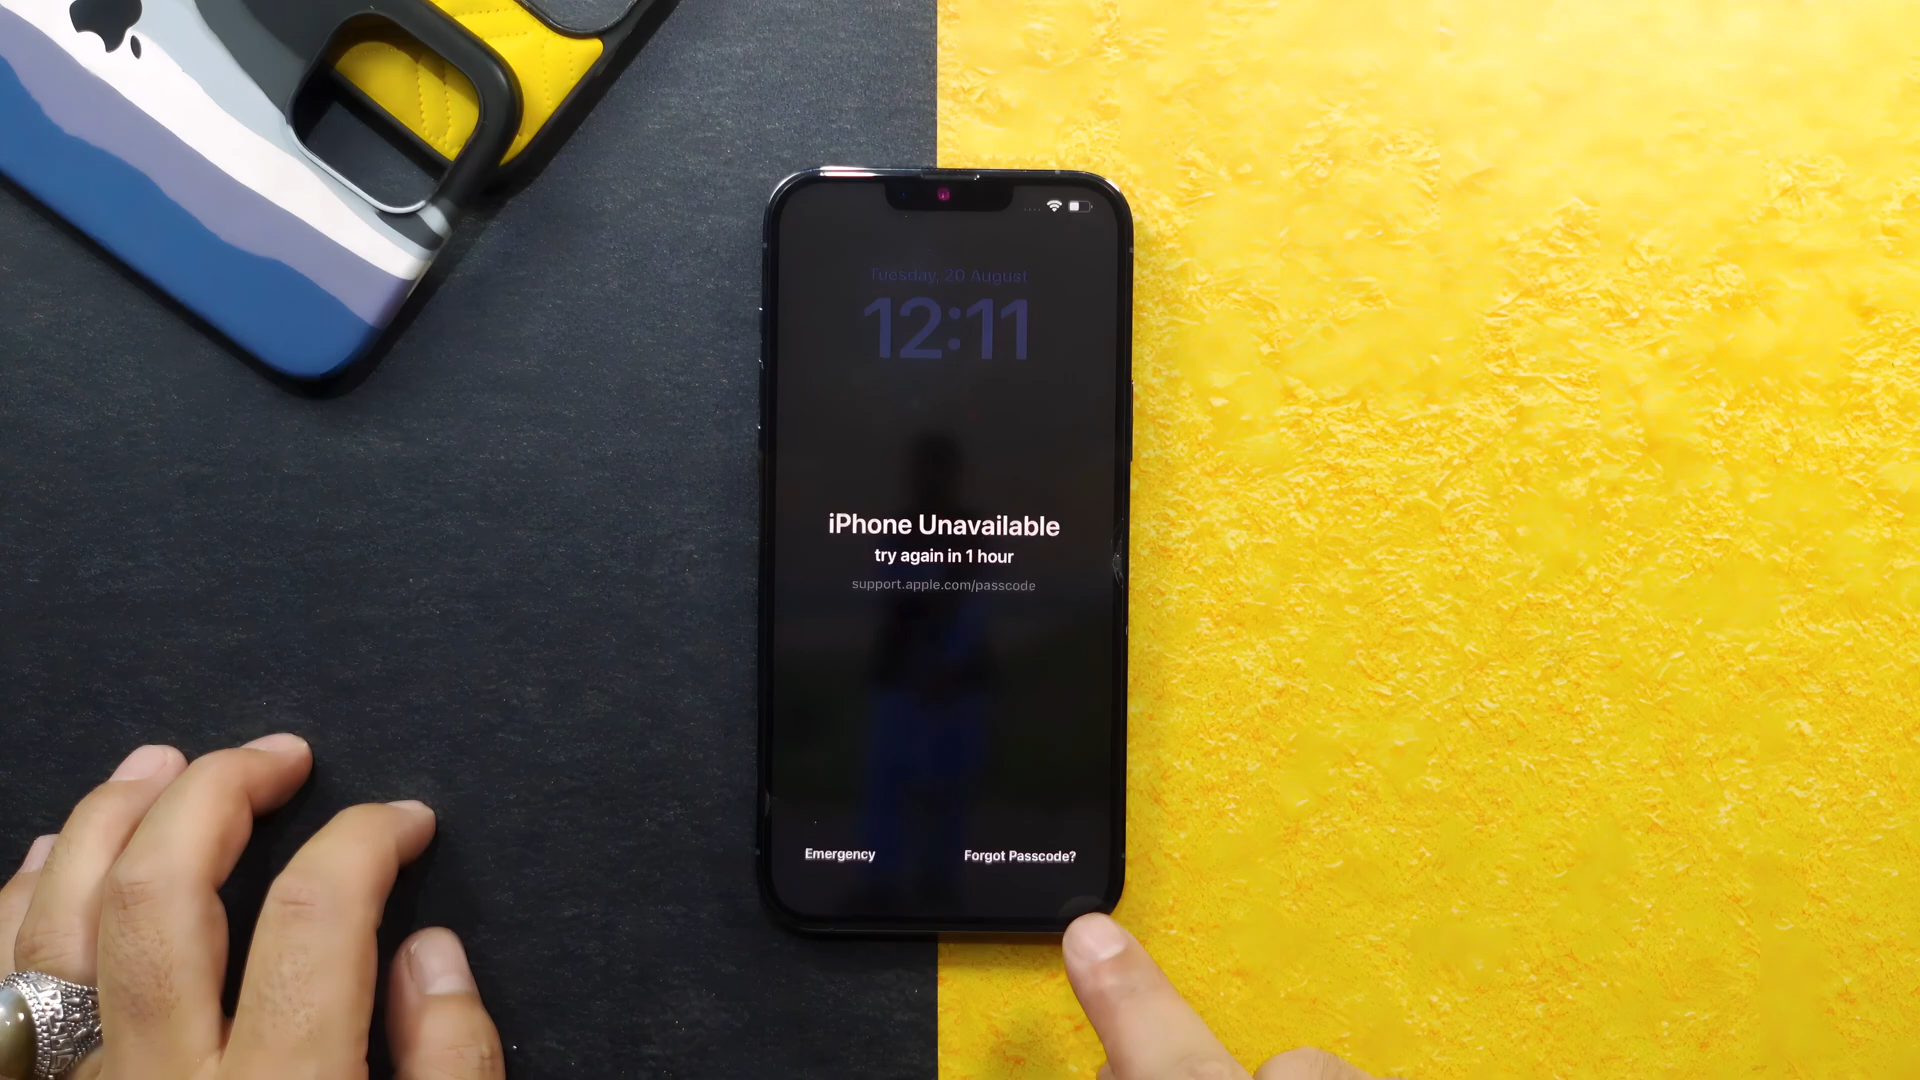 Tuesday, 20 August
12:11
iPhone Unavailable
try again in 1 hour
support.apple.com/passcode
Emergency
Forgot Passcode?